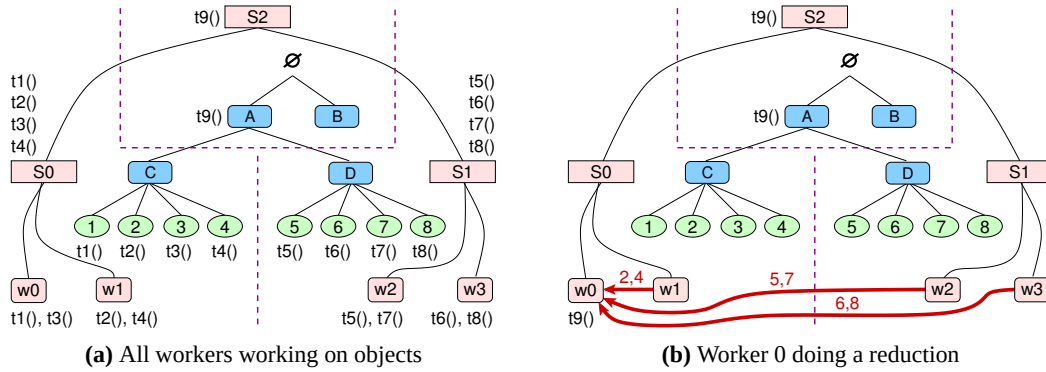 t9() S2
Ø
t1() t5()
t2() t6()
t3() t7()
t4() t8()
t9() A B
S0 C D S1
1 2 3 4 5 6 7 8
t1() t2() t3() t4() t5() t6() t7() t8()
w0 w1 w2 w3
t1(), t3() t2(), t4() t5(), t7() t6(), t8()
(a) All workers working on objects
t9() S2
Ø
t9() A B
S0 C D S1
1 2 3 4 5 6 7 8
2,4 5,7
w0 w1 w2 w3
6,8
t9()
(b) Worker 0 doing a reduction